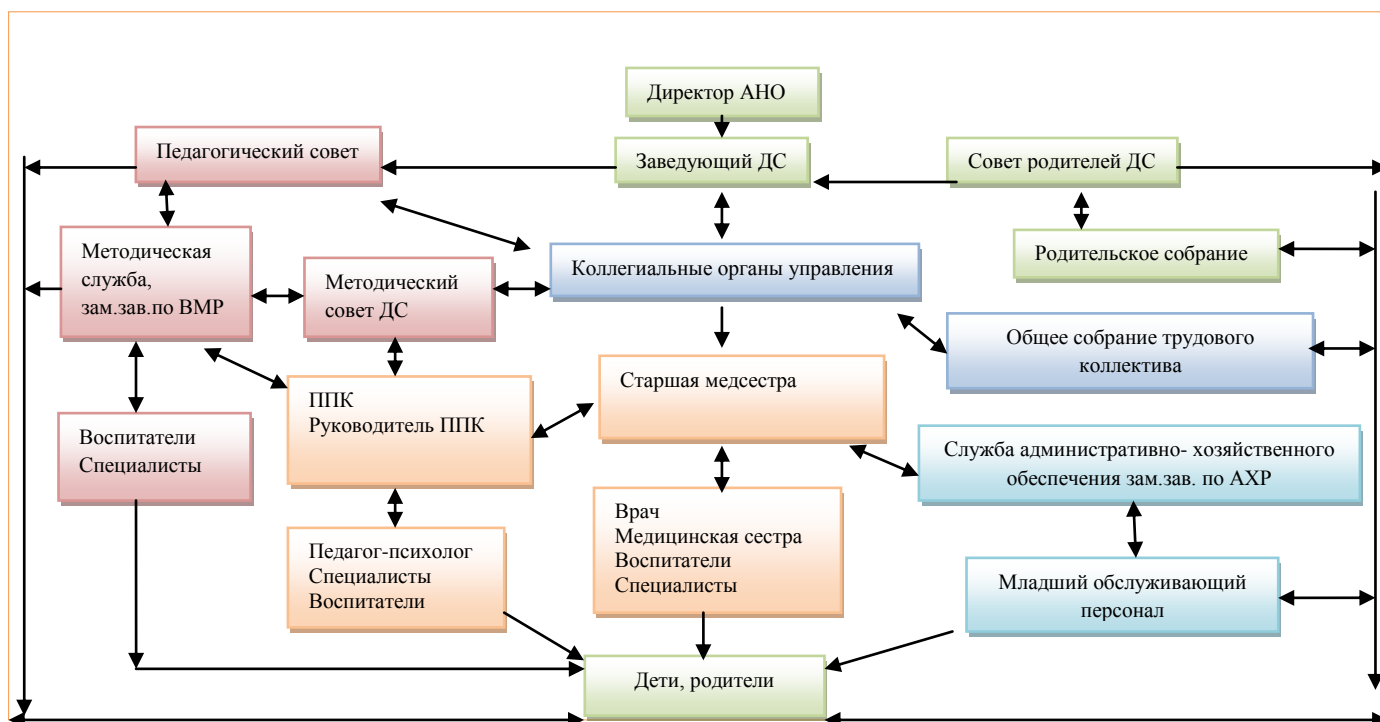 Директор АНО
Педагогический совет
Заведующий ДС
Совет родителей ДС
Методическая
служба,
зам.зав.по ВМР
Методический
совет ДС
Коллегиальные органы управления
Родительское собрание
Общее собрание трудового
коллектива
ППК
Руководитель ППК
Старшая медсестра
Воспитатели
Специалисты
Служба административно- хозяйственного
обеспечения зам.зав. по АХР
Педагог-психолог
Специалисты
Воспитатели
Врач
Медицинская сестра
Воспитатели
Специалисты
Младший обслуживающий
персонал
Дети, родители